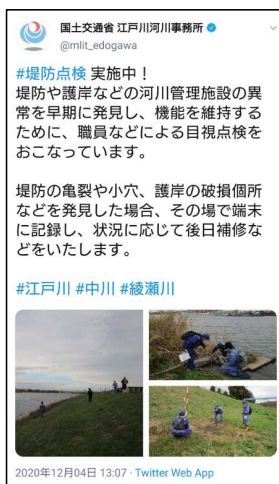 国土交通省 江戸川河川事務所
@mlit_edogawa
#堤防点検 実施中！
堤防や護岸などの河川管理施設の異
常を早期に発見し、機能を維持する
ために、職員などによる目視点検を
おこなっています。
堤防の亀裂や小穴、護岸の破損個所
などを発見した場合、その場で端末
に記録し、状況に応じて後日補修な
どをいたします。
#江戸川 #中川 #綾瀬川
2020年12月04日 13:07 · Twitter Web App